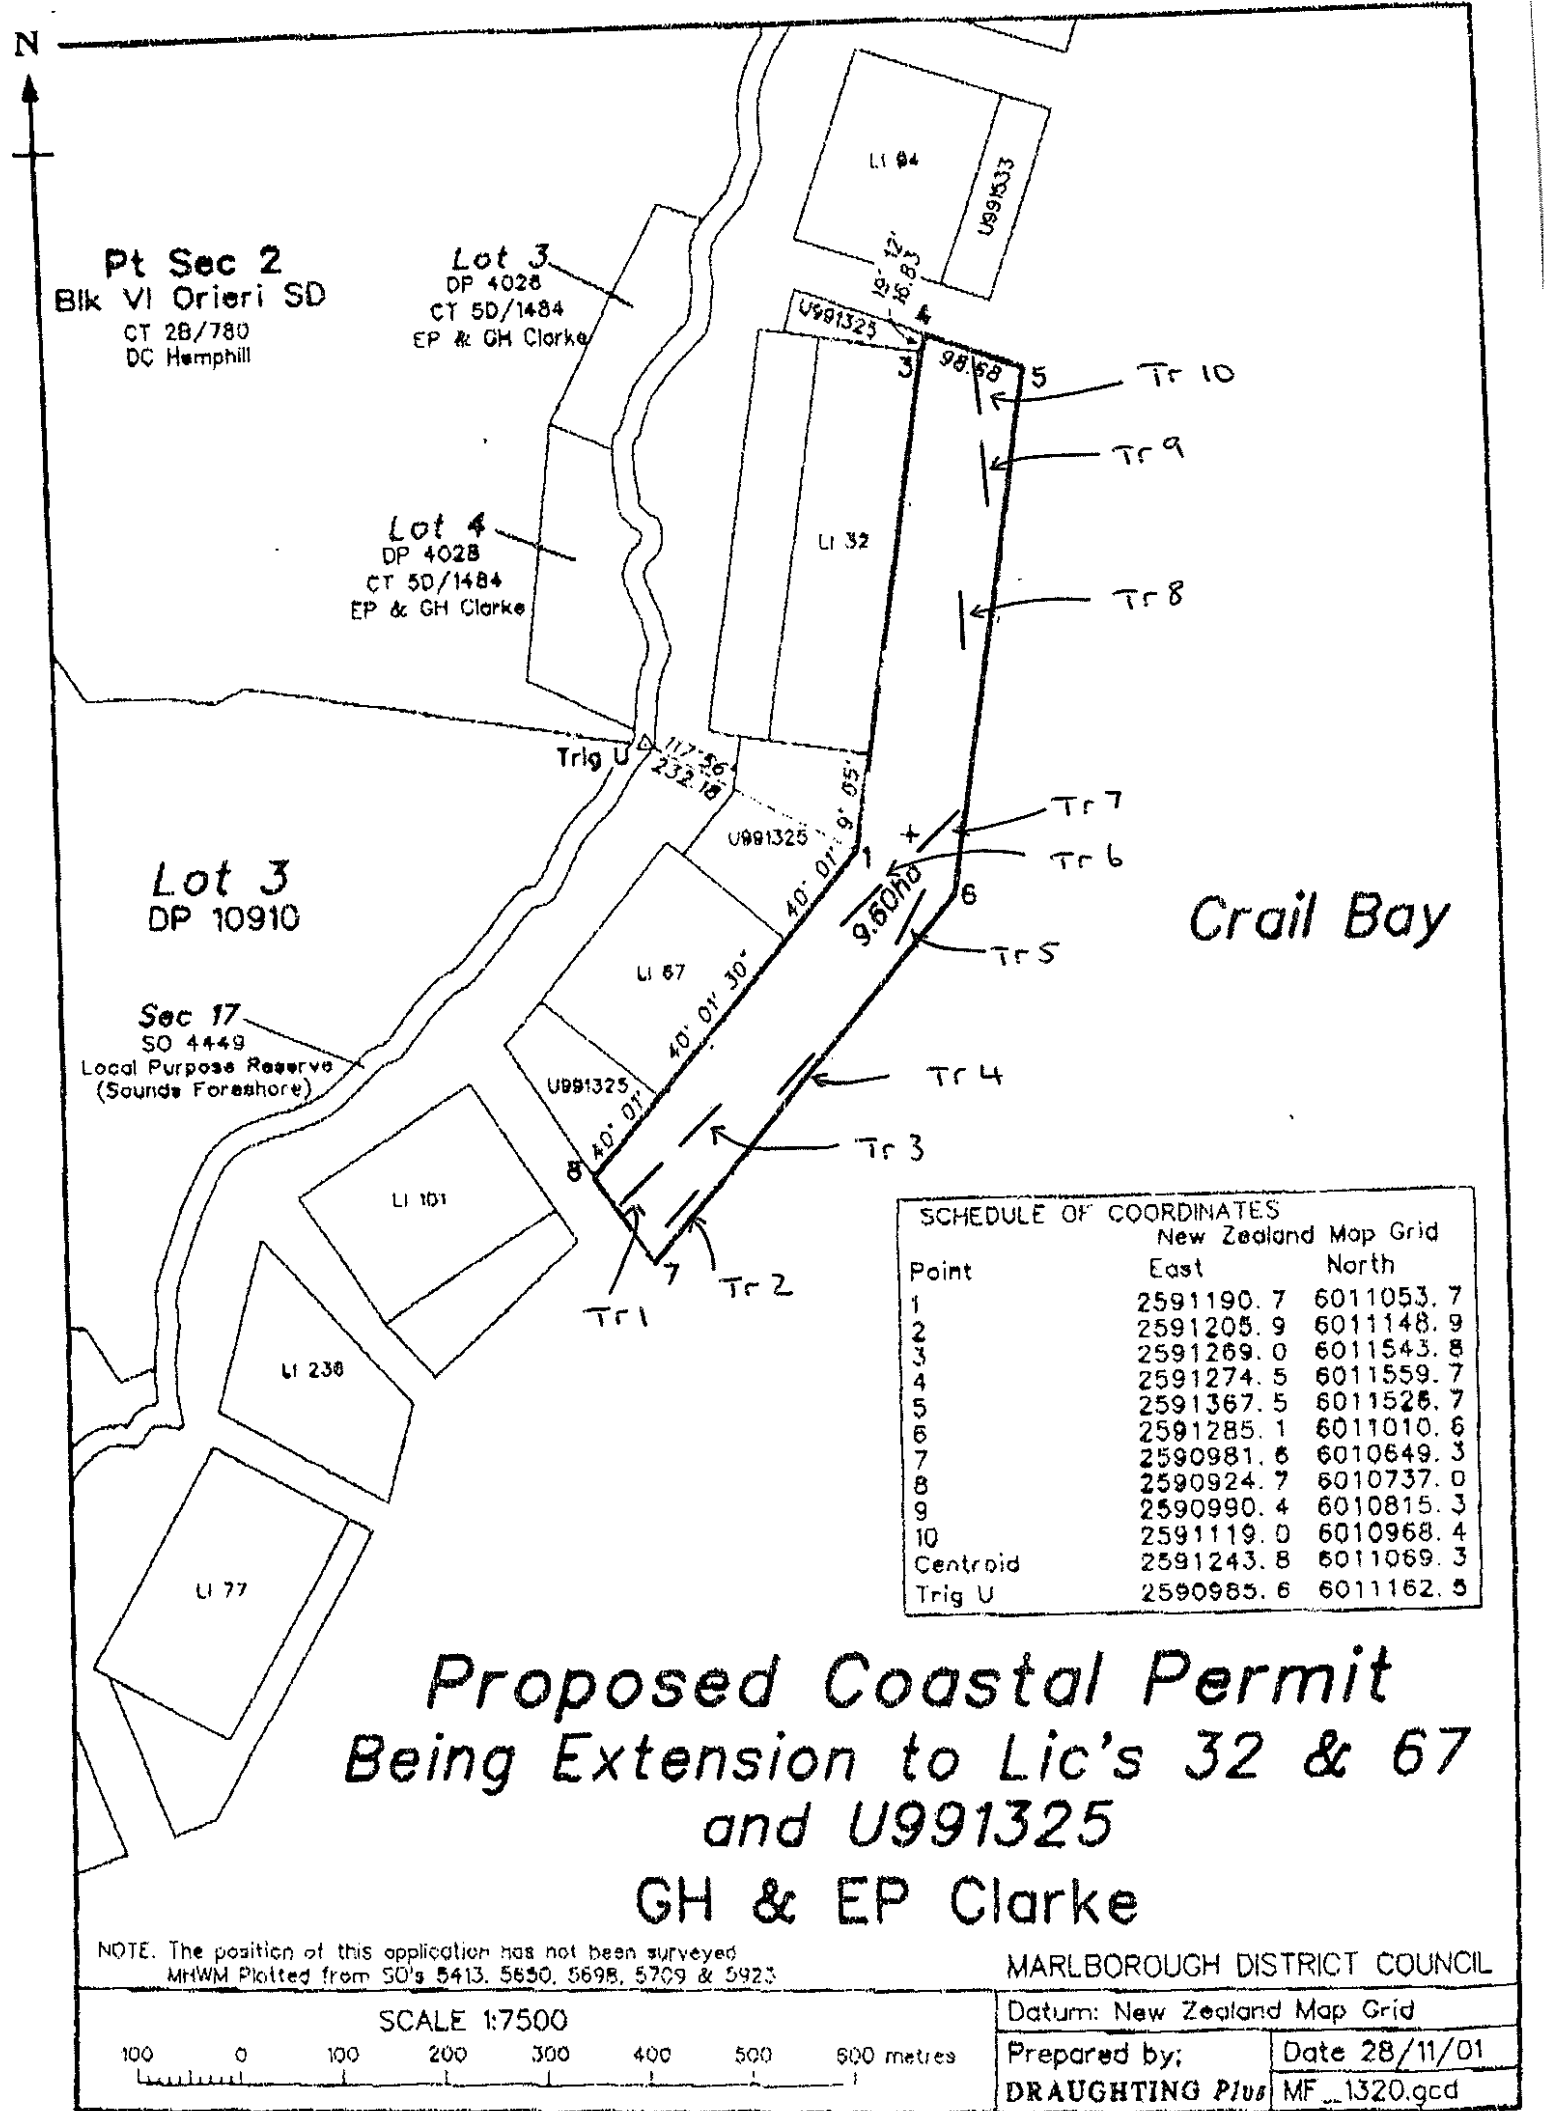 N
Li 94
U991533
Pt Sec 2
Blk VI Orieri SD
CT 2B/780
DC Hemphill
Lot 3
DP 4028
CT 5D/1484
EP & GH Clarke
19° 12'
16.83
U991325
4
3
98.68
5
Tr 10
Tr 9
Lot 4
DP 4028
CT 5D/1484
EP & GH Clarke
Li 32
Tr 8
Trig U
117° 56'
232.18
9° 05'
U991325
1
40° 01'
Tr 7
Tr 6
9.60ha
6
Tr 5
Crail Bay
Lot 3
DP 10910
Li 67
40° 01' 30"
Sec 17
SO 4449
Local Purpose Reserve
(Sounds Foreshore)
U991325
40° 01'
8
Tr 4
Tr 3
Li 101
7
Tr 2
Tr 1
Li 238
Li 77
SCHEDULE OF COORDINATES
New Zealand Map Grid
Point East North
1 2591190.7 6011053.7
2 2591205.9 6011148.9
3 2591269.0 6011543.8
4 2591274.5 6011559.7
5 2591367.5 6011526.7
6 2591285.1 6011010.6
7 2590981.6 6010649.3
8 2590924.7 6010737.0
9 2590990.4 6010815.3
10 2591119.0 6010968.4
Centroid 2591243.8 6011069.3
Trig U 2590985.6 6011162.5
Proposed Coastal Permit
Being Extension to Lic's 32 & 67
and U991325
GH & EP Clarke
NOTE. The position of this application has not been surveyed
MHWM Plotted from SO's 5413, 5650, 5698, 5709 & 5923
MARLBOROUGH DISTRICT COUNCIL
SCALE 1:7500
100 0 100 200 300 400 500 600 metres
Datum: New Zealand Map Grid
Prepared by;
DRAUGHTING Plus
Date 28/11/01
MF_1320.gcd